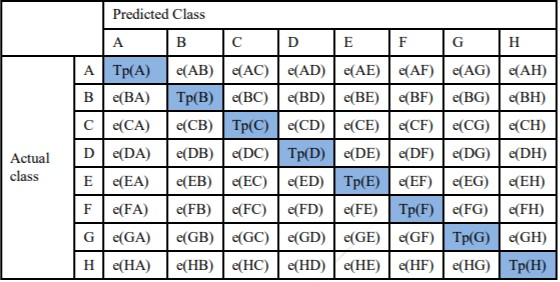 Predicted Class
A B C D E F G H
A Tp(A) e(AB) e(AC) e(AD) e(AE) e(AF) e(AG) e(AH)
B e(BA) Tp(B) e(BC) e(BD) e(BE) e(BF) e(BG) e(BH)
C e(CA) e(CB) Tp(C) e(CD) e(CE) e(CF) e(CG) e(CH)
Actual class
D e(DA) e(DB) e(DC) Tp(D) e(DE) e(DF) e(DG) e(DH)
E e(EA) e(EB) e(EC) e(ED) Tp(E) e(EF) e(EG) e(EH)
F e(FA) e(FB) e(FC) e(FD) e(FE) Tp(F) e(FG) e(FH)
G e(GA) e(GB) e(GC) e(GD) e(GE) e(GF) Tp(G) e(GH)
H e(HA) e(HB) e(HC) e(HD) e(HE) e(HF) e(HG) Tp(H)